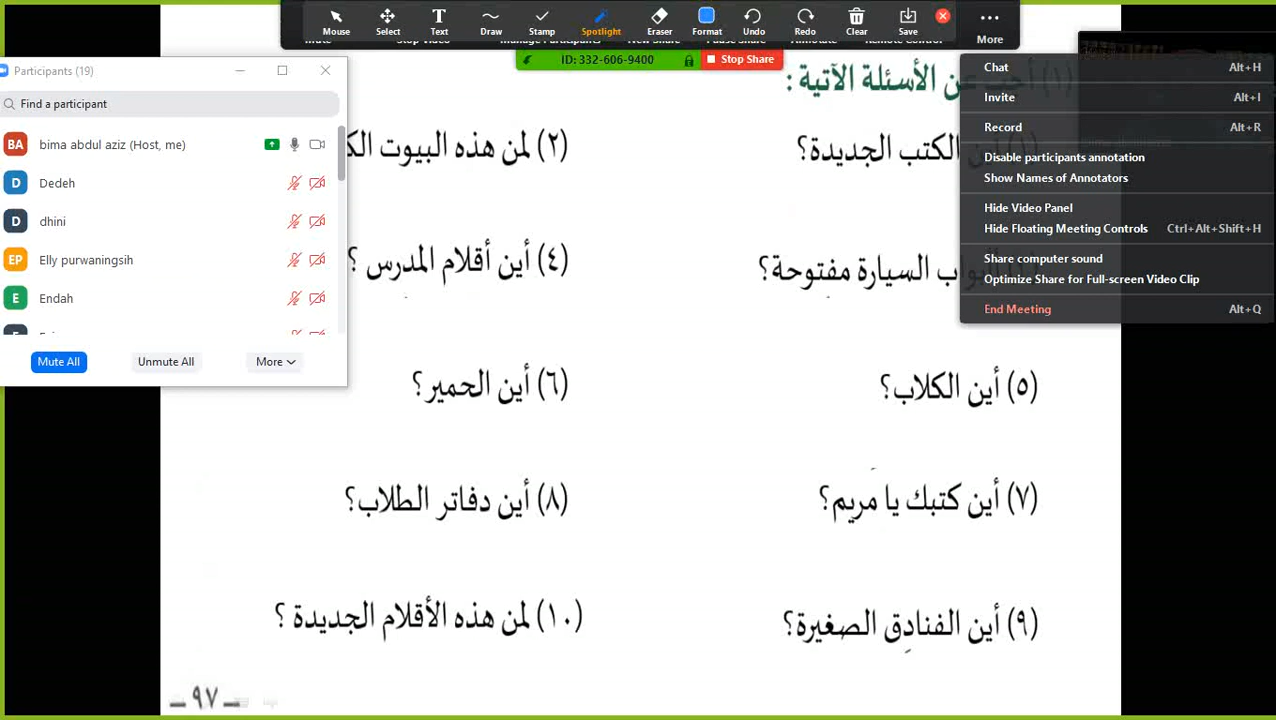 Mouse Select Text Draw Stamp Spotlight Eraser Format Undo Redo Clear Save More
ID: 332-606-9400 Stop Share
Participants (19)
Find a participant
BA bima abdul aziz (Host, me)
D Dedeh
D dhini
EP Elly purwaningsih
E Endah
Mute All Unmute All More
Chat Alt+H
Invite Alt+I
Record Alt+R
Disable participants annotation
Show Names of Annotators
Hide Video Panel
Hide Floating Meeting Controls Ctrl+Alt+Shift+H
Share computer sound
Optimize Share for Full-screen Video Clip
End Meeting Alt+Q
عن الأسئلة الآتية :
الكتب الجديدة؟
(٢) لمن هذه البيوت
السيارة مفتوحة؟
(٤) أين أقلام المدرس ؟
(٥) أين الكلاب؟
(٦) أين الحمير؟
(٧) أين كتبك يا مَريِم؟
(٨) أين دفاتر الطلاب؟
(٩) أين الفنادِق الصغيرة؟
(١٠) لمن هذه الأقلام الجديدة ؟
ـ ٩٧ ـ